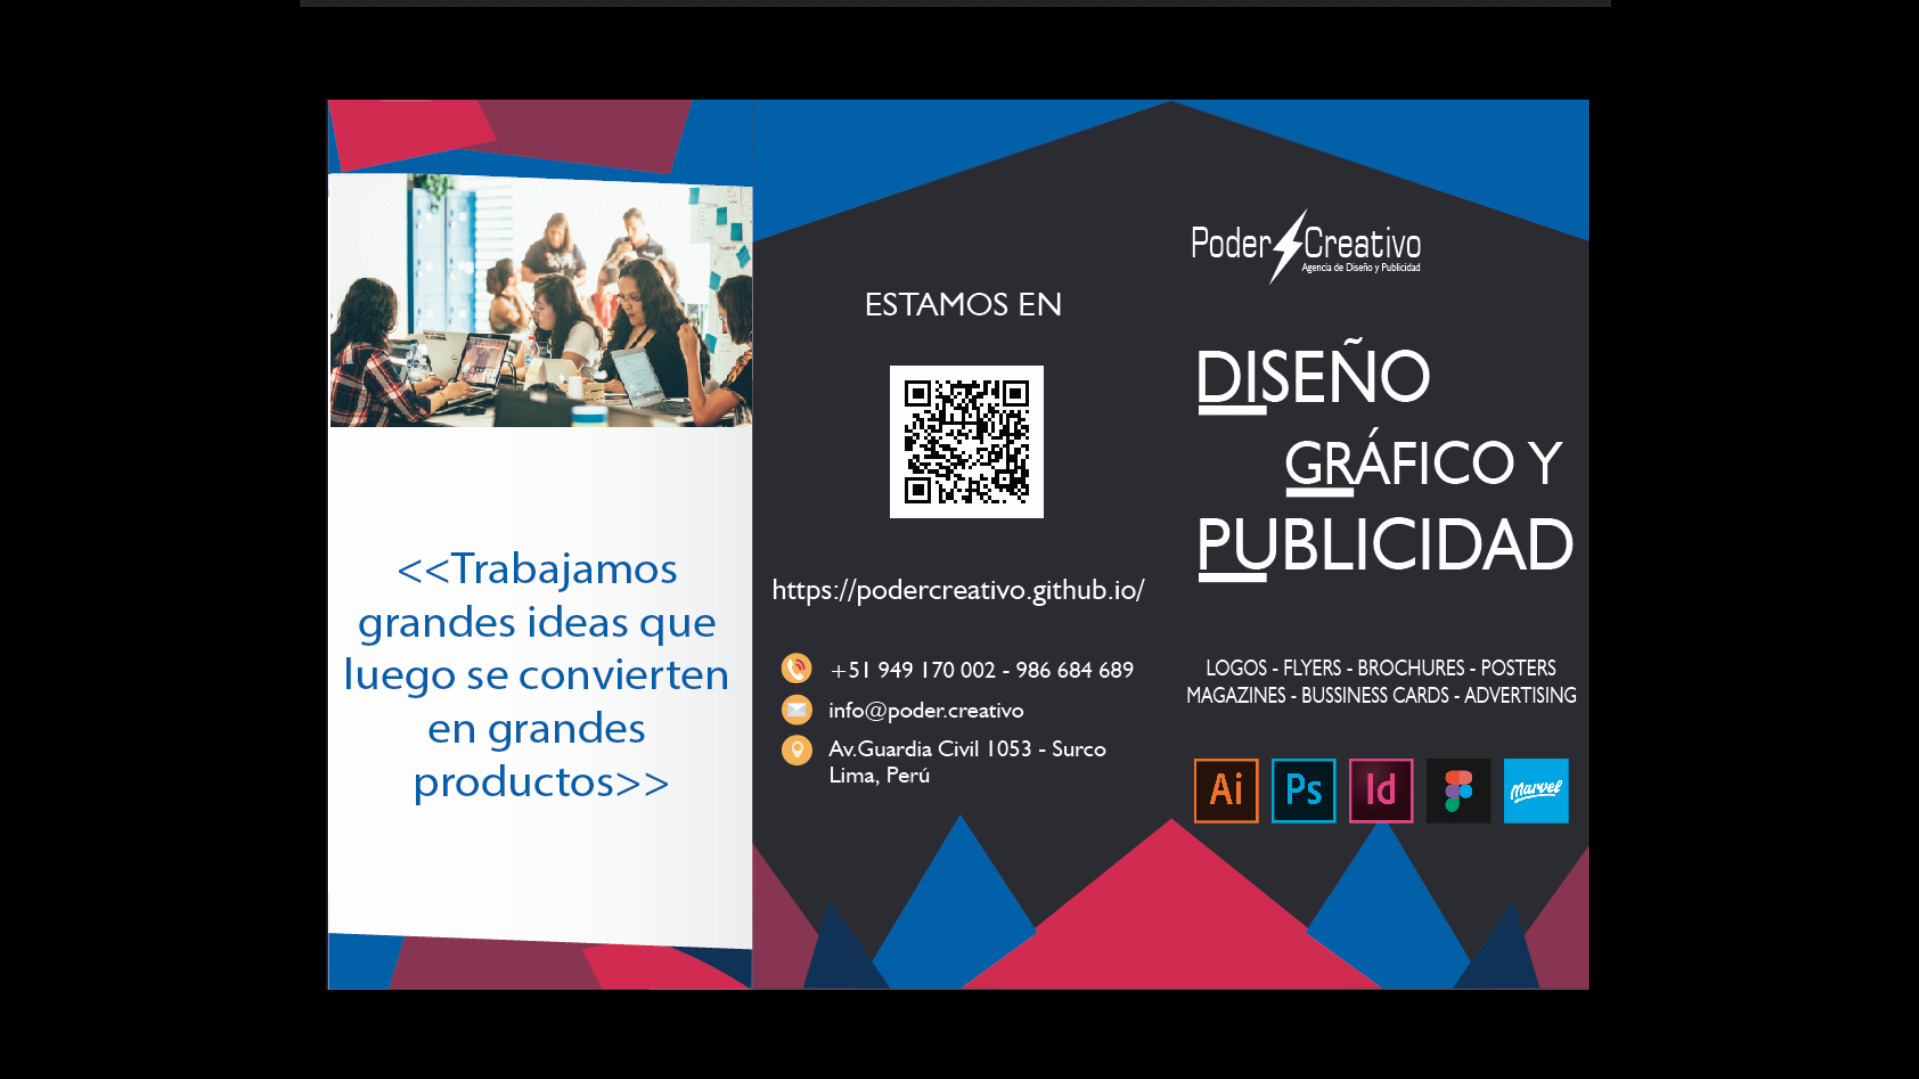 <<Trabajamos
grandes ideas que
luego se convierten
en grandes
productos>>
ESTAMOS EN
https://podercreativo.github.io/
+51 949 170 002 - 986 684 689
info@poder.creativo
Av.Guardia Civil 1053 - Surco
Lima, Perú
Poder Creativo
Agencia de Diseño y Publicidad
DISEÑO
GRÁFICO Y
PUBLICIDAD
LOGOS - FLYERS - BROCHURES - POSTERS
MAGAZINES - BUSSINESS CARDS - ADVERTISING
Ai Ps Id Marvel